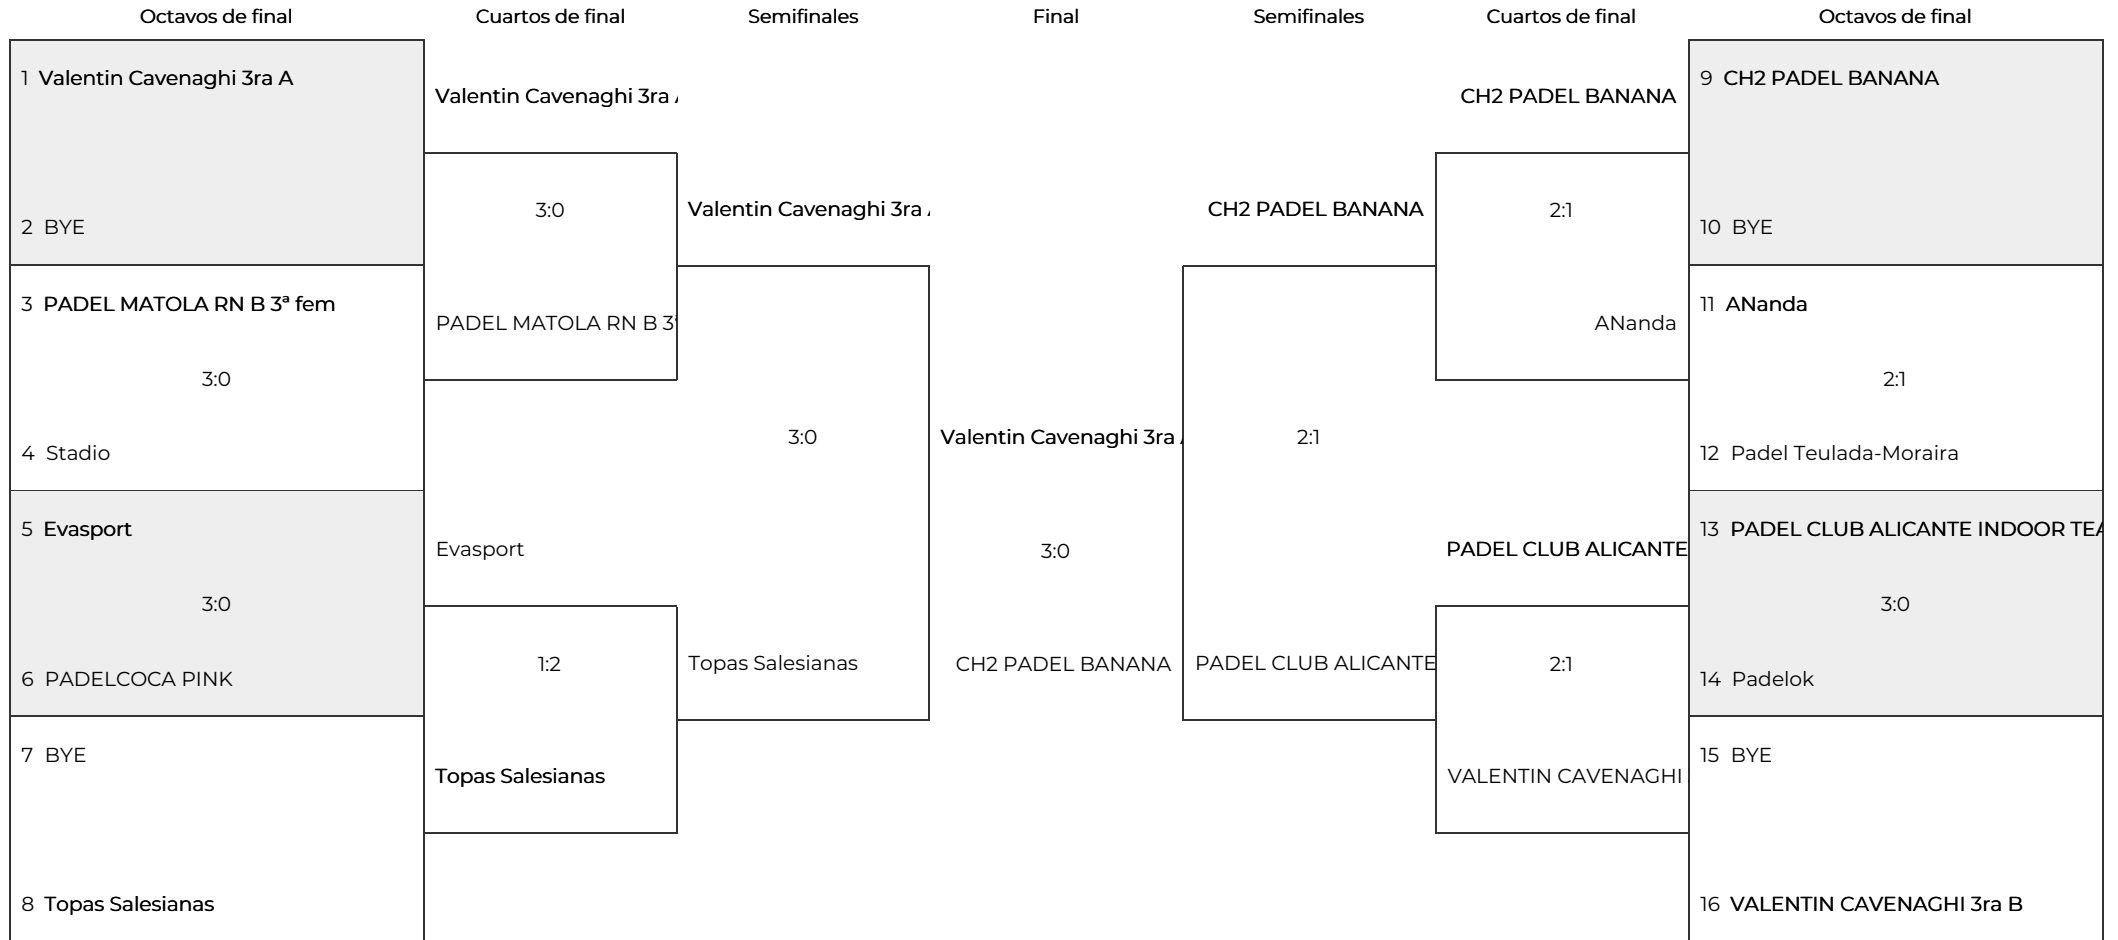 Octavos de final
Cuartos de final
Semifinales
Final
Semifinales
Cuartos de final
Octavos de final
1 Valentin Cavenaghi 3ra A
2 BYE
3 PADEL MATOLA RN B 3ª fem
3:0
4 Stadio
5 Evasport
3:0
6 PADELCOCA PINK
7 BYE
8 Topas Salesianas
Valentin Cavenaghi 3ra
3:0
PADEL MATOLA RN B 3ª
Evasport
1:2
Topas Salesianas
Valentin Cavenaghi 3ra
3:0
Topas Salesianas
Valentin Cavenaghi 3ra
3:0
CH2 PADEL BANANA
CH2 PADEL BANANA
2:1
PADEL CLUB ALICANTE
CH2 PADEL BANANA
2:1
ANanda
PADEL CLUB ALICANTE
2:1
VALENTIN CAVENAGHI
9 CH2 PADEL BANANA
10 BYE
11 ANanda
2:1
12 Padel Teulada-Moraira
13 PADEL CLUB ALICANTE INDOOR TEA
3:0
14 Padelok
15 BYE
16 VALENTIN CAVENAGHI 3ra B